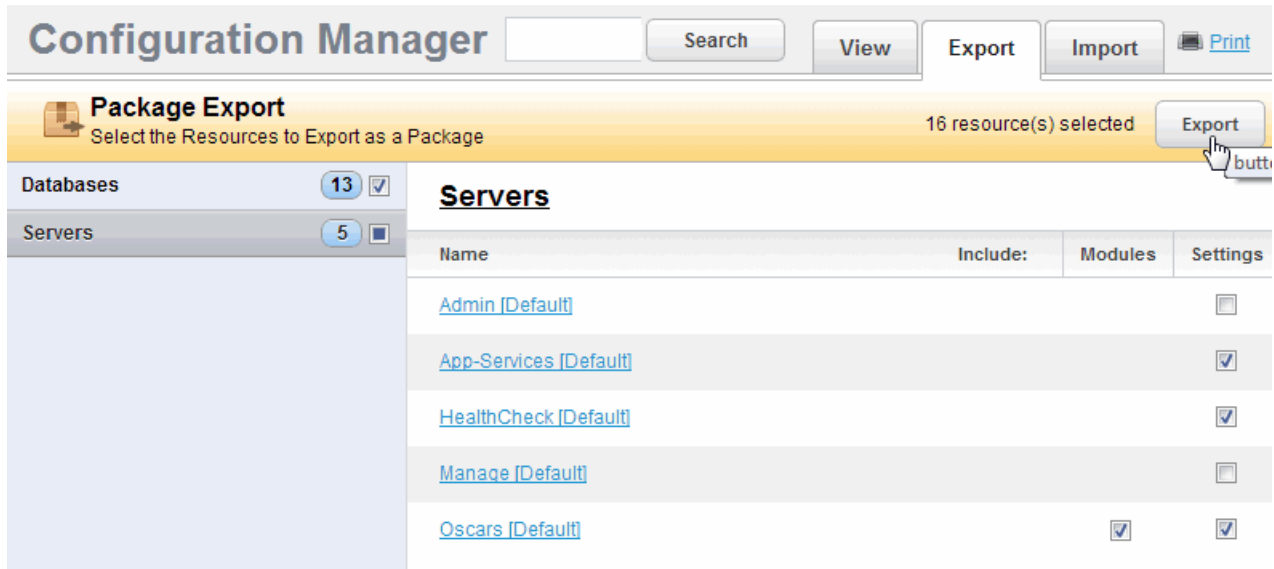 Configuration Manager Search View Export Import Print
Package Export
Select the Resources to Export as a Package 16 resource(s) selected Export
butto
Databases 13
Servers 5
Servers
Name Include: Modules Settings
Admin [Default]
App-Services [Default]
HealthCheck [Default]
Manage [Default]
Oscars [Default]